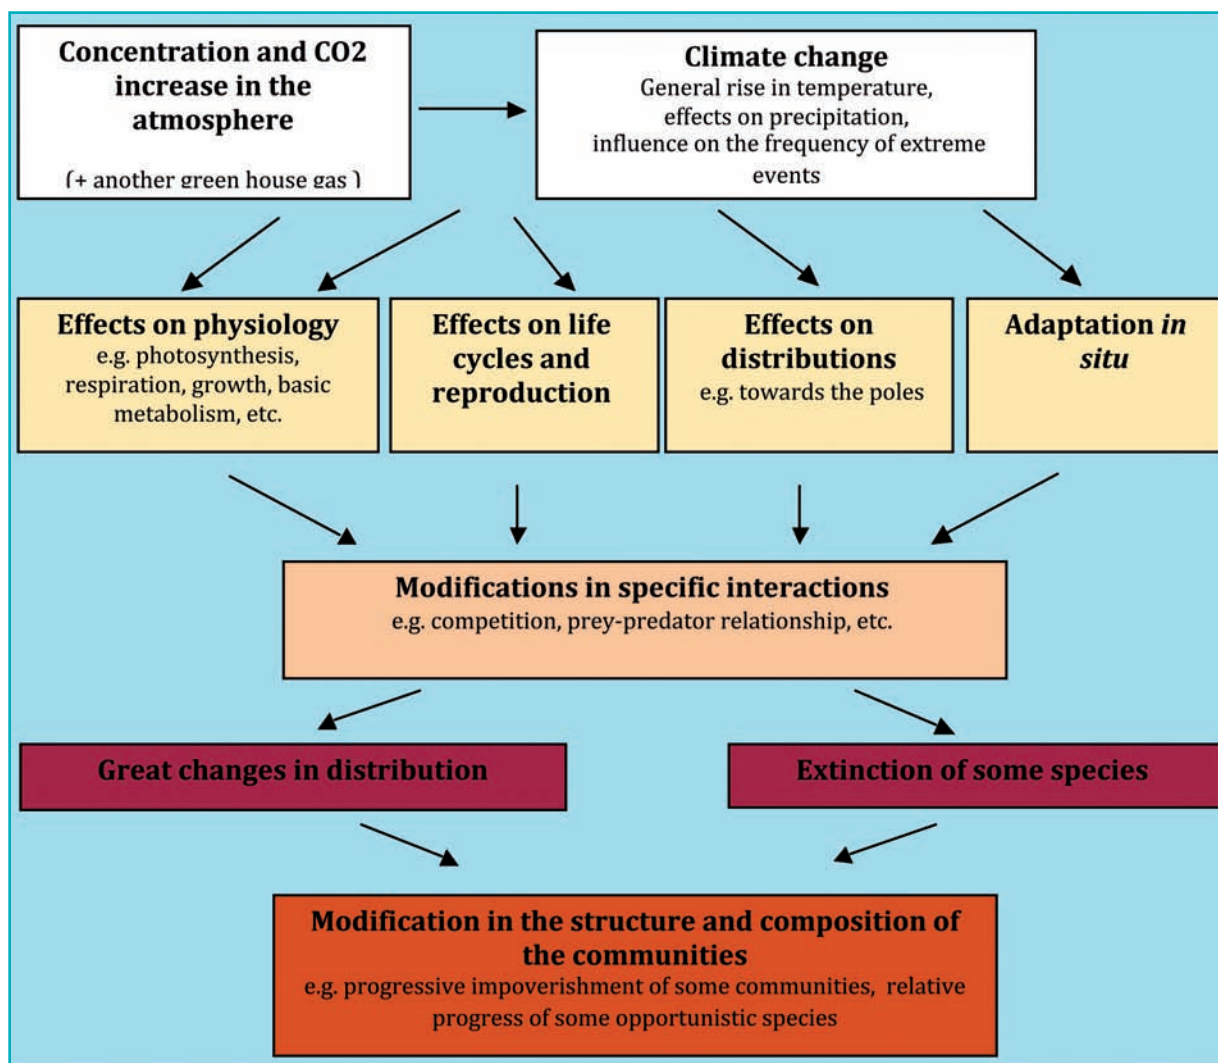 Concentration and CO2
increase in the
atmosphere
(+ another green house gas )
Climate change
General rise in temperature,
effects on precipitation,
influence on the frequency of extreme
events
Effects on physiology
e.g. photosynthesis,
respiration, growth, basic
metabolism, etc.
Effects on life
cycles and
reproduction
Effects on
distributions
e.g. towards the poles
Adaptation in
situ
Modifications in specific interactions
e.g. competition, prey-predator relationship, etc.
Great changes in distribution
Extinction of some species
Modification in the structure and composition of
the communities
e.g. progressive impoverishment of some communities, relative
progress of some opportunistic species